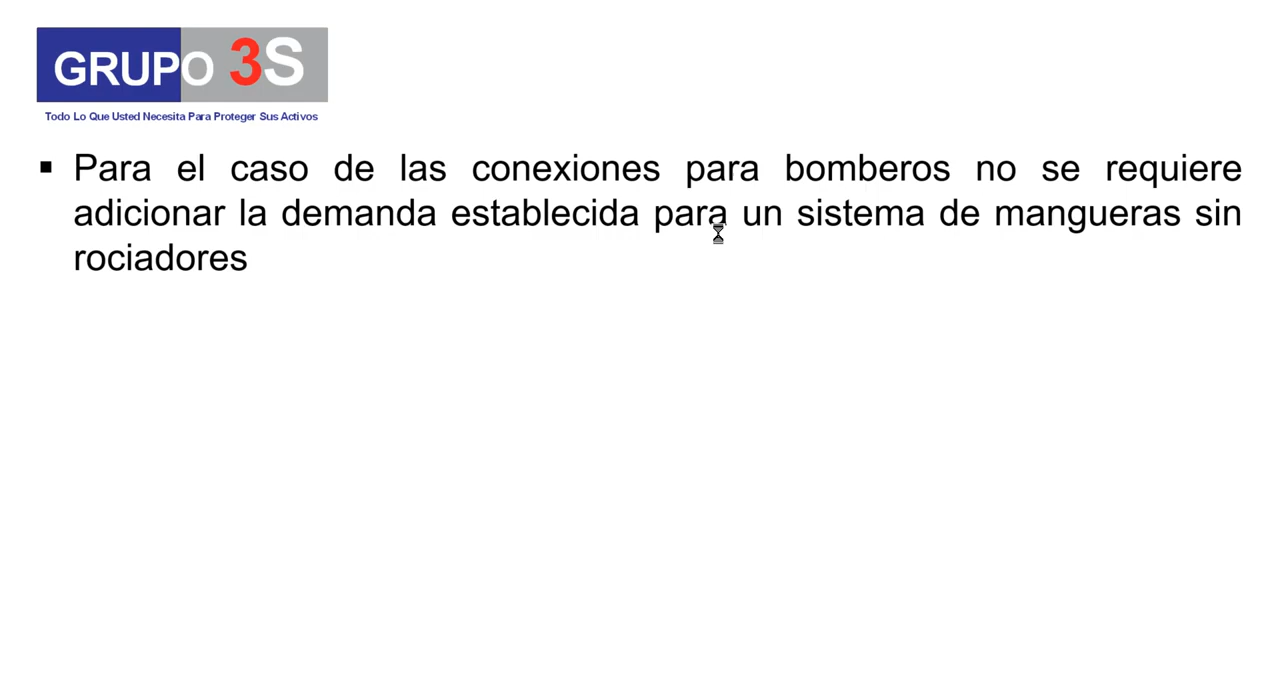 GRUPO 3S
Todo Lo Que Usted Necesita Para Proteger Sus Activos
▪ Para el caso de las conexiones para bomberos no se requiere
adicionar la demanda establecida para un sistema de mangueras sin
rociadores